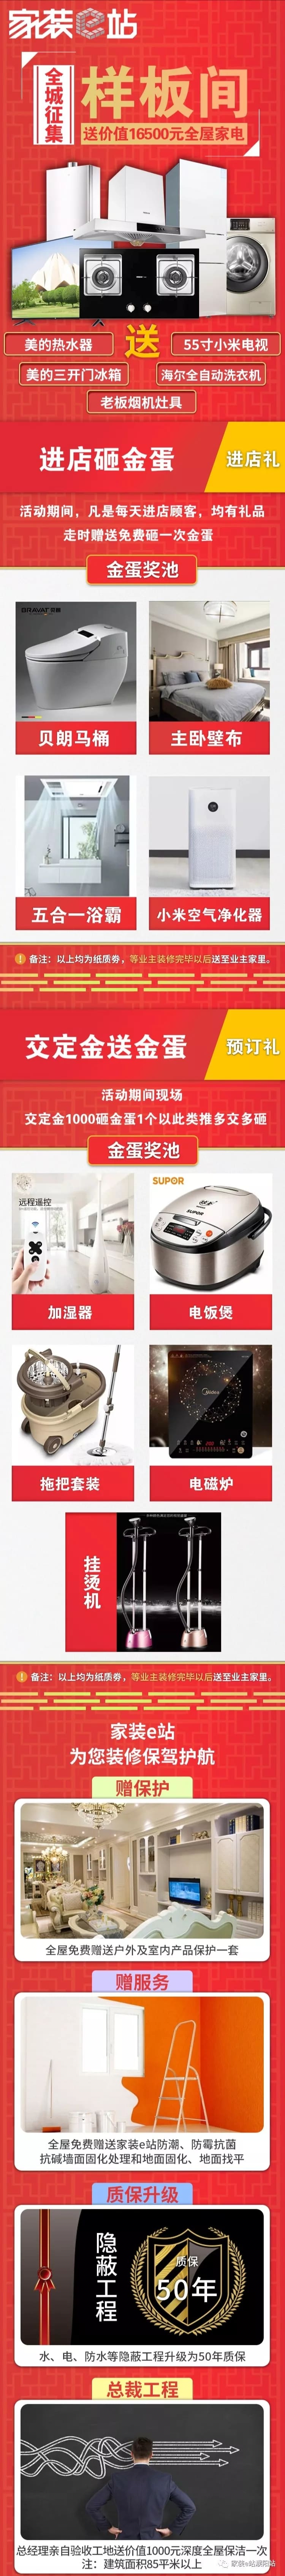 家装e站
全城征集
样板间
送价值16500元全屋家电
美的热水器
送
55寸小米电视
美的三开门冰箱
海尔全自动洗衣机
老板烟机灶具
进店砸金蛋
进店礼
活动期间，凡是每天进店顾客，均有礼品
走时赠送免费砸一次金蛋
金蛋奖池
BRAVAT
贝朗马桶
主卧壁布
五合一浴霸
小米空气净化器
! 备注：以上均为纸质劵，等业主装修完毕以后送至业主家里。
交定金送金蛋
预订礼
活动期间现场
交定金1000砸金蛋1个以此类推多交多砸
金蛋奖池
远程遥控
SUPOR
加湿器
电饭煲
Midea
拖把套装
电磁炉
挂烫机
! 备注：以上均为纸质劵，等业主装修完毕以后送至业主家里。
家装e站
为您装修保驾护航
赠保护
全屋免费赠送户外及室内产品保护一套
赠服务
全屋免费赠送家装e站防潮、防霉抗菌
抗碱墙面固化处理和地面固化、地面找平
质保升级
隐蔽工程
质保
50年
水、电、防水等隐蔽工程升级为50年质保
总裁工程
总经理亲自验收工地送价值1000元深度全屋保洁一次
注：建筑面积85平米以上
家装e站濮阳站